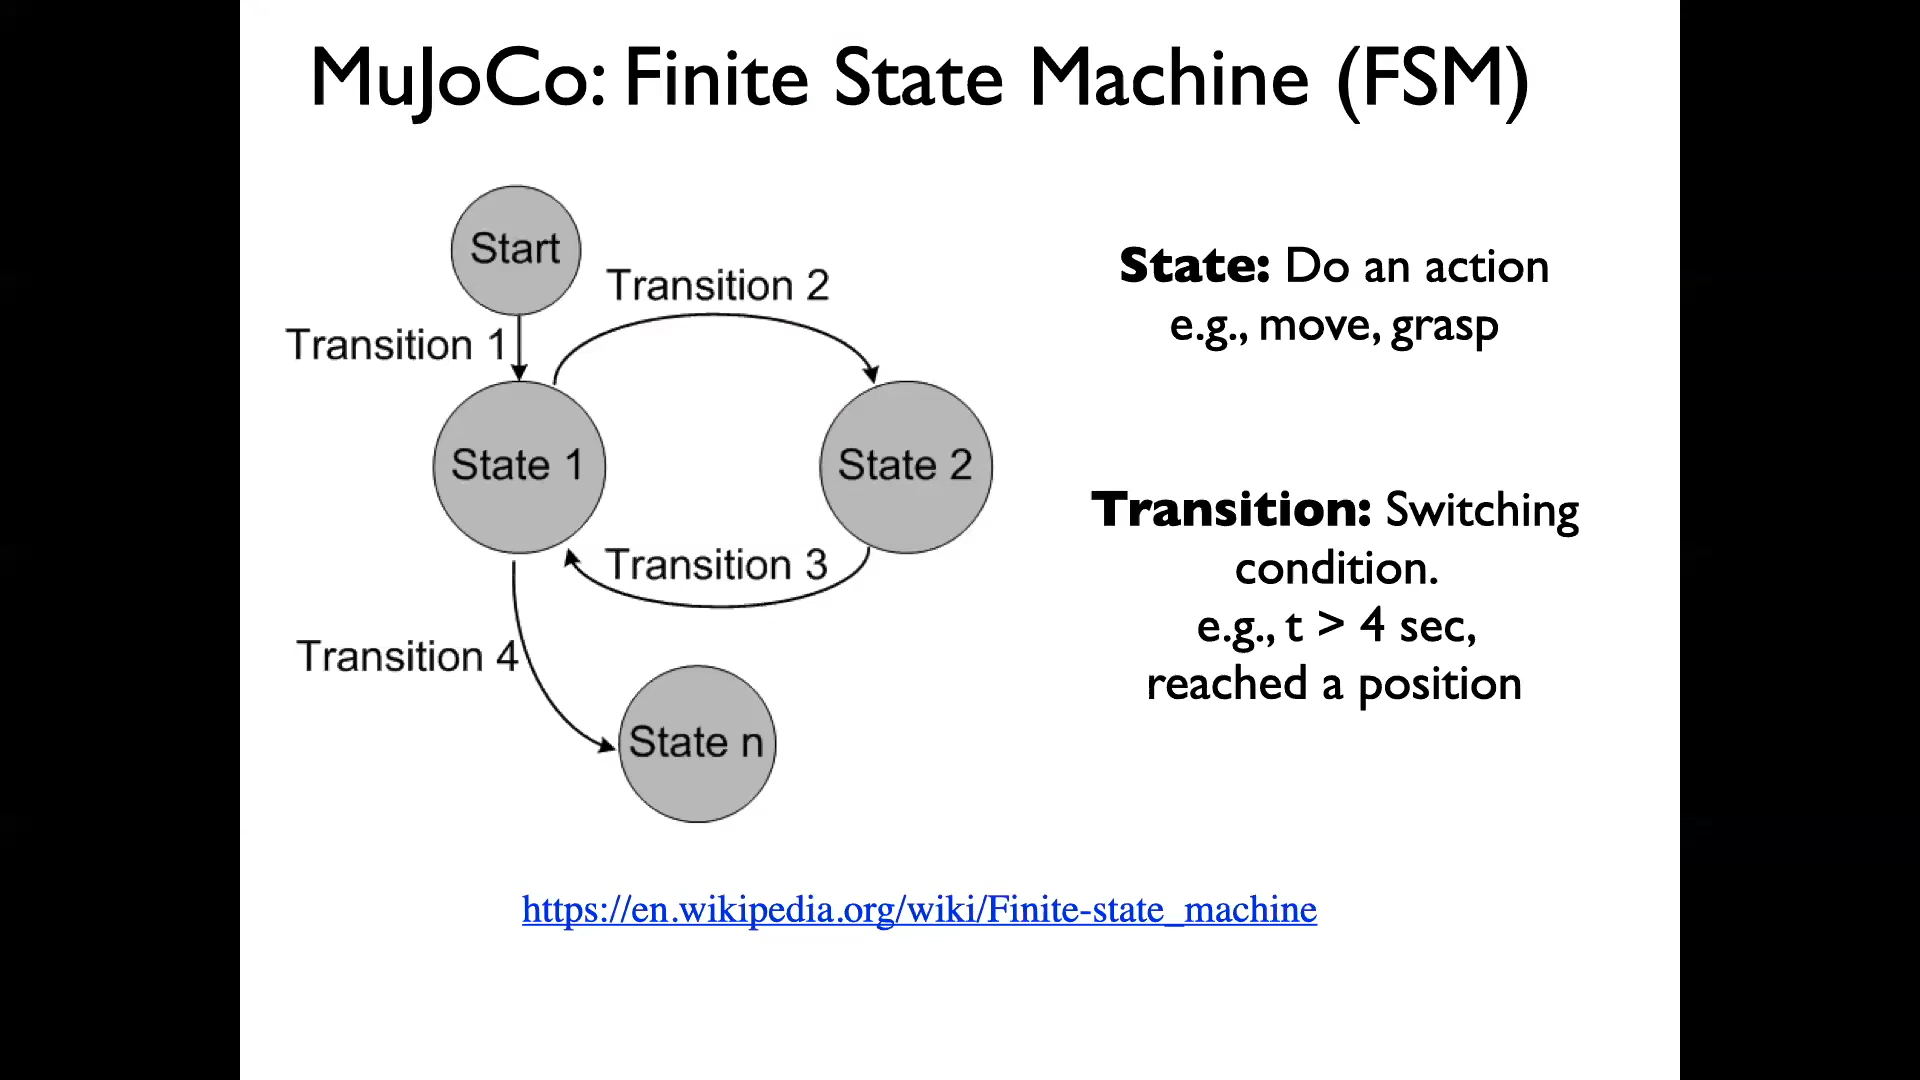 MuJoCo: Finite State Machine (FSM)
Start
Transition 2
Transition 1
State 1
State 2
Transition 3
Transition 4
State n
State: Do an action
e.g., move, grasp
Transition: Switching
condition.
e.g., t > 4 sec,
reached a position
https://en.wikipedia.org/wiki/Finite-state_machine